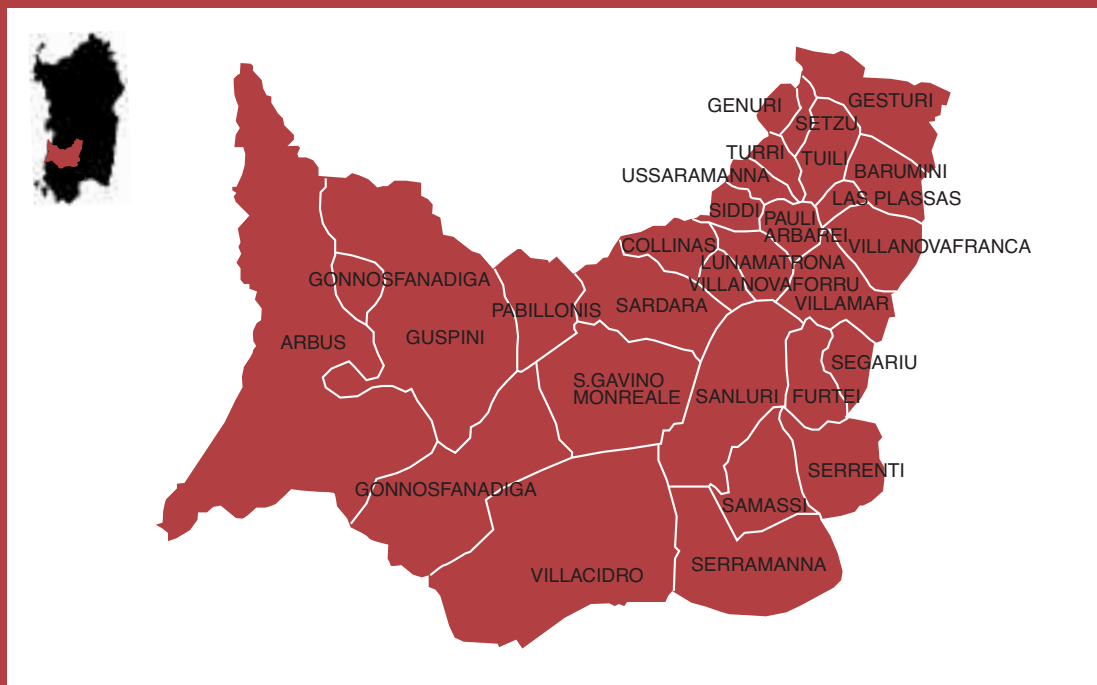 GESTURI
GENURI
SETZU
TURRI
TUILI
BARUMINI
USSARAMANNA
LAS PLASSAS
SIDDI
PAULI
ARBAREI
COLLINAS
VILLANOVAFRANCA
LUNAMATRONA
GONNOSFANADIGA
VILLANOVAFORRU
PABILLONIS
SARDARA
VILLAMAR
ARBUS
GUSPINI
SEGARIU
S.GAVINO
MONREALE
SANLURI
FURTEI
SERRENTI
GONNOSFANADIGA
SAMASSI
SERRAMANNA
VILLACIDRO